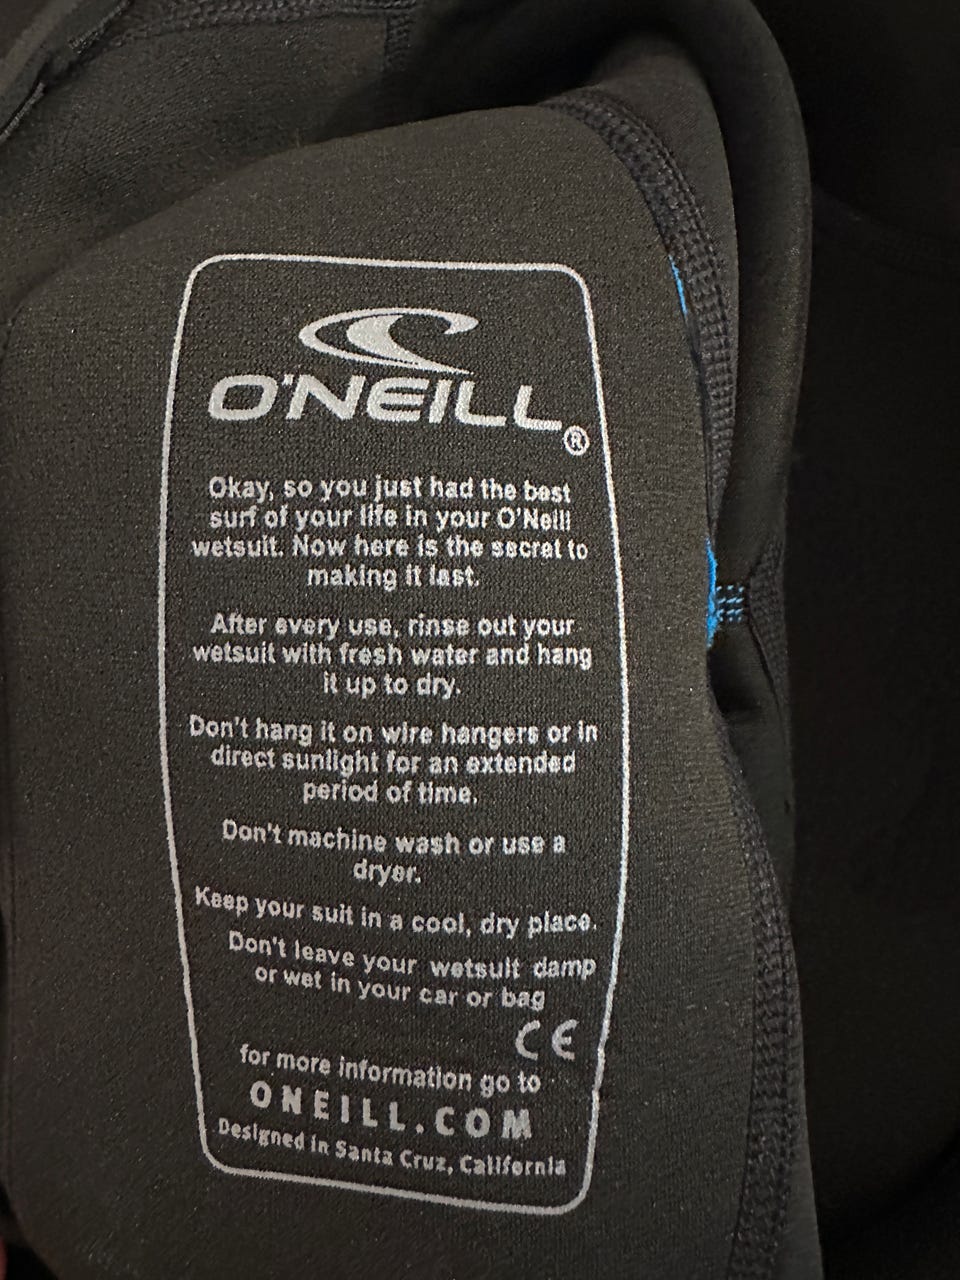 O'NEILL®
Okay, so you just had the best
surf of your life in your O'Neill
wetsuit. Now here is the secret to
making it last.
After every use, rinse out your
wetsuit with fresh water and hang
it up to dry.
Don't hang it on wire hangers or in
direct sunlight for an extended
period of time.
Don't machine wash or use a
dryer.
Keep your suit in a cool, dry place.
Don't leave your wetsuit damp
or wet in your car or bag
CE
for more information go to
ONEILL.COM
Designed in Santa Cruz, California